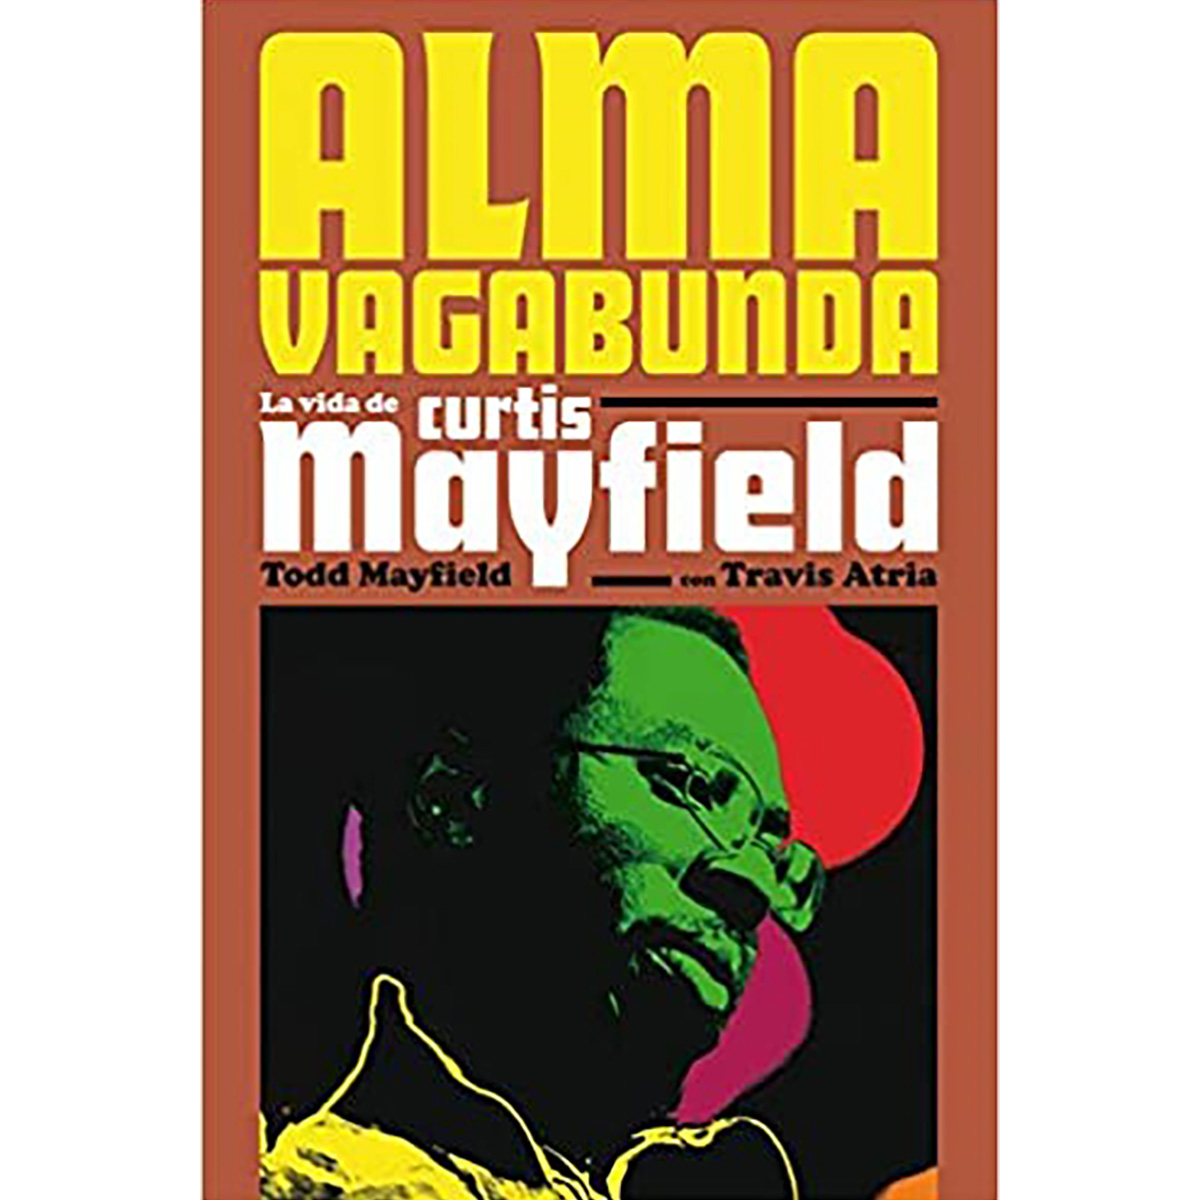 ALMA
VAGABUNDA
La vida de curtis
mayfield
Todd Mayfield con Travis Atria